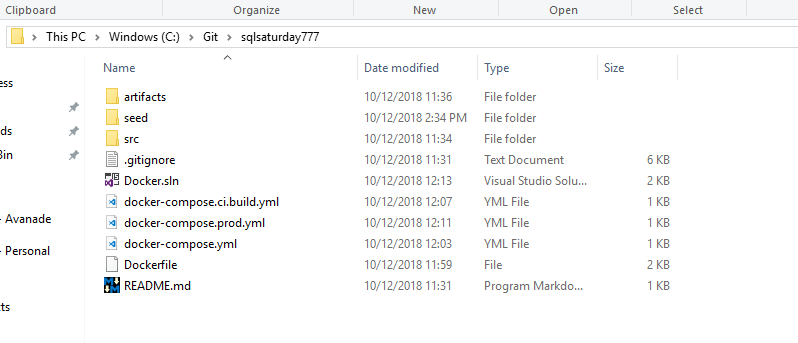 Clipboard Organize New Open Select
This PC > Windows (C:) > Git > sqlsaturday777
Name Date modified Type Size
ess
artifacts 10/12/2018 11:36 File folder
seed 10/12/2018 2:34 PM File folder
ds src 10/12/2018 11:34 File folder
Bin .gitignore 10/12/2018 11:31 Text Document 6 KB
Docker.sln 10/12/2018 12:13 Visual Studio Solu... 2 KB
docker-compose.ci.build.yml 10/12/2018 12:07 YML File 1 KB
- Avanade docker-compose.prod.yml 10/12/2018 12:11 YML File 1 KB
- Personal docker-compose.yml 10/12/2018 12:03 YML File 1 KB
Dockerfile 10/12/2018 11:59 File 2 KB
README.md 10/12/2018 11:31 Program Markdo... 1 KB
cts